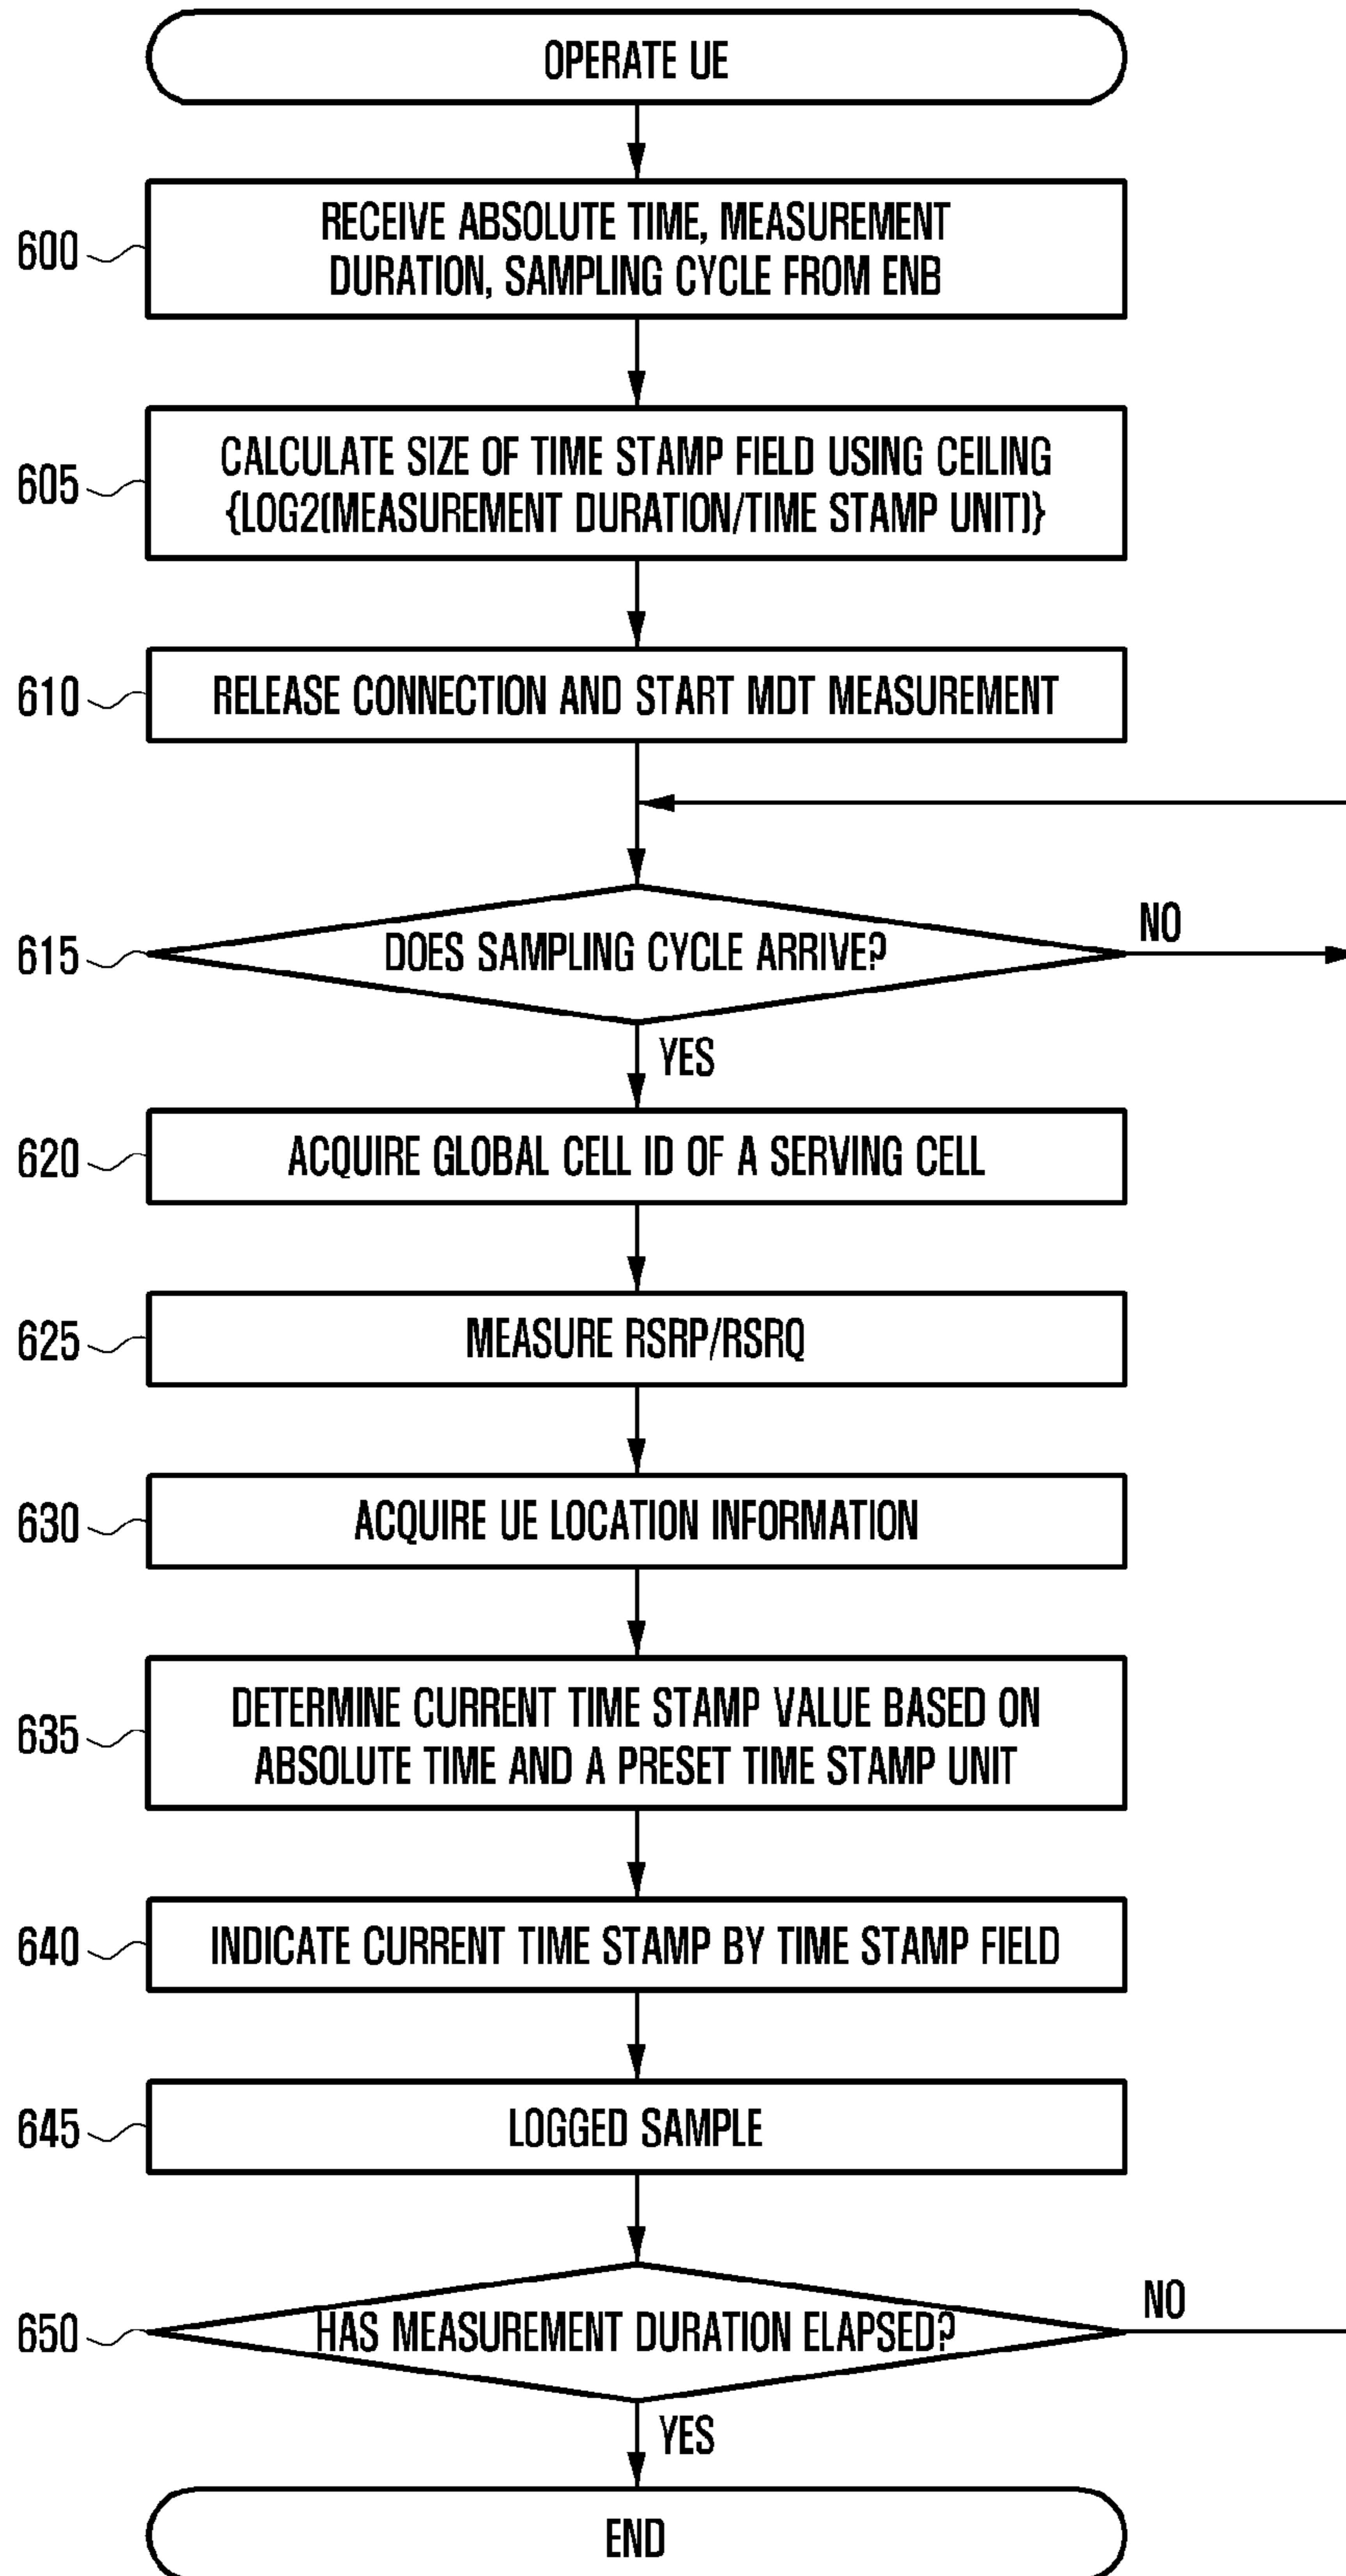 OPERATE UE
600
RECEIVE ABSOLUTE TIME, MEASUREMENT
DURATION, SAMPLING CYCLE FROM ENB
605
CALCULATE SIZE OF TIME STAMP FIELD USING CEILING
{LOG2(MEASUREMENT DURATION/TIME STAMP UNIT)}
610
RELEASE CONNECTION AND START MDT MEASUREMENT
615
DOES SAMPLING CYCLE ARRIVE?
NO
YES
620
ACQUIRE GLOBAL CELL ID OF A SERVING CELL
625
MEASURE RSRP/RSRQ
630
ACQUIRE UE LOCATION INFORMATION
635
DETERMINE CURRENT TIME STAMP VALUE BASED ON
ABSOLUTE TIME AND A PRESET TIME STAMP UNIT
640
INDICATE CURRENT TIME STAMP BY TIME STAMP FIELD
645
LOGGED SAMPLE
650
HAS MEASUREMENT DURATION ELAPSED?
NO
YES
END